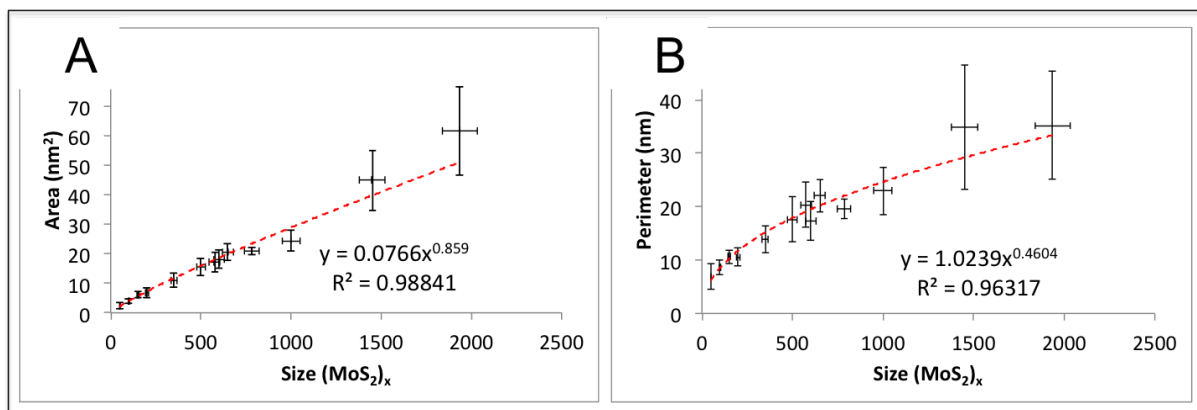 A
Area (nm²)
70
60
50
40
30
20
10
0
y = 0.0766x^0.859
R² = 0.98841
0 500 1000 1500 2000 2500
Size (MoS₂)ₓ
B
Perimeter (nm)
40
30
20
10
0
y = 1.0239x^0.4604
R² = 0.96317
0 500 1000 1500 2000 2500
Size (MoS₂)ₓ